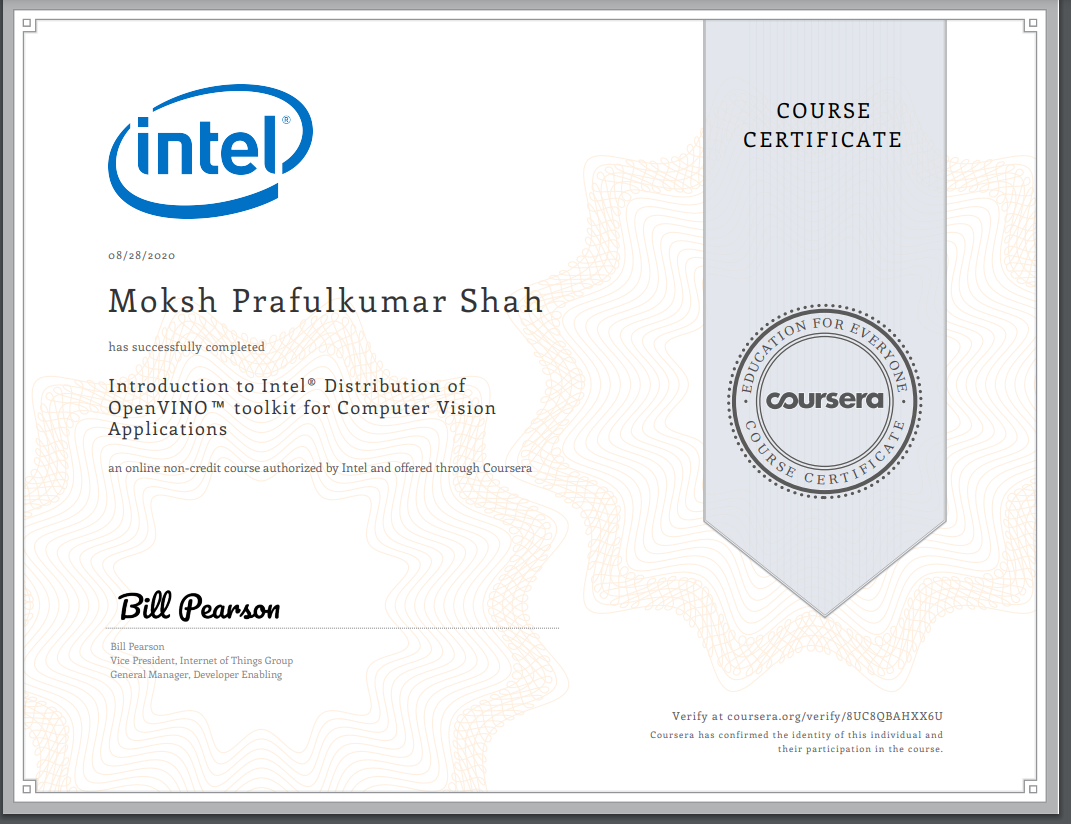 intel®
COURSE
CERTIFICATE
08/28/2020
Moksh Prafulkumar Shah
has successfully completed
Introduction to Intel® Distribution of
OpenVINO™ toolkit for Computer Vision
Applications
an online non-credit course authorized by Intel and offered through Coursera
EDUCATION FOR EVERYONE
coursera
COURSE CERTIFICATE
Bill Pearson
Bill Pearson
Vice President, Internet of Things Group
General Manager, Developer Enabling
Verify at coursera.org/verify/8UC8QBAHXX6U
Coursera has confirmed the identity of this individual and
their participation in the course.